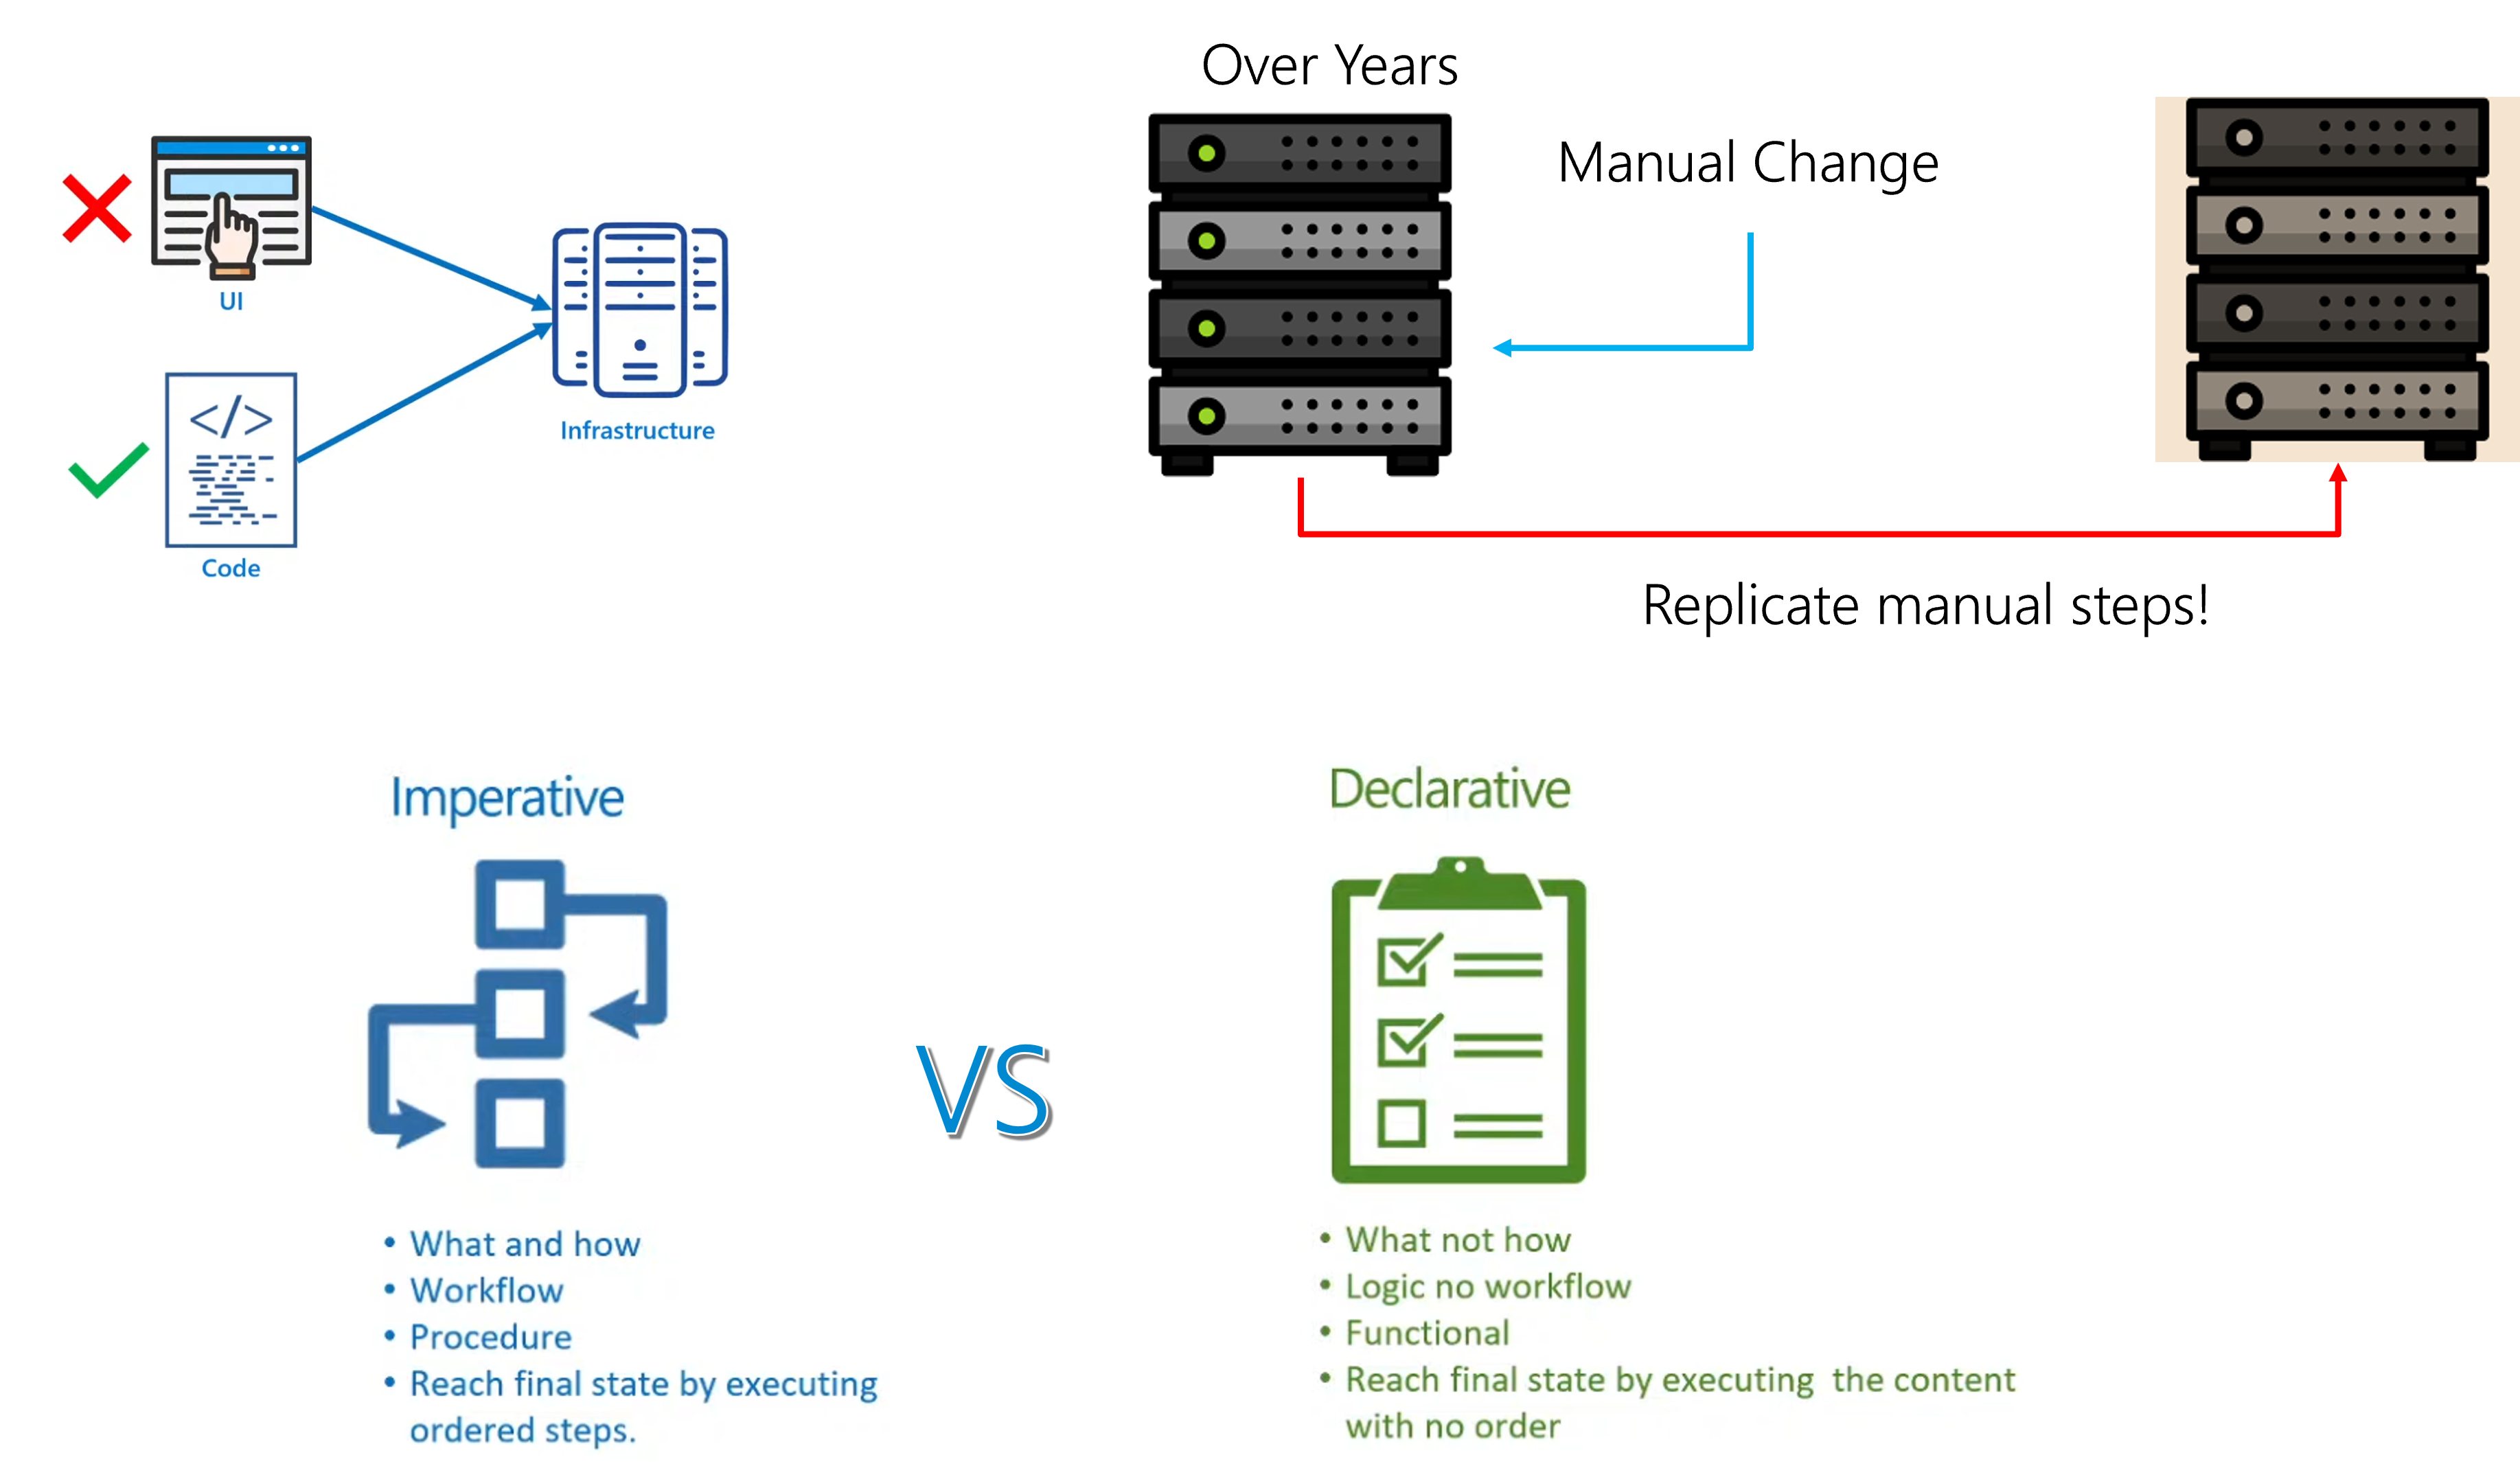 UI
Code
</>
Infrastructure
Over Years
Manual Change
Replicate manual steps!
Imperative
• What and how
• Workflow
• Procedure
• Reach final state by executing
ordered steps.
VS
Declarative
• What not how
• Logic no workflow
• Functional
• Reach final state by executing  the content
with no order